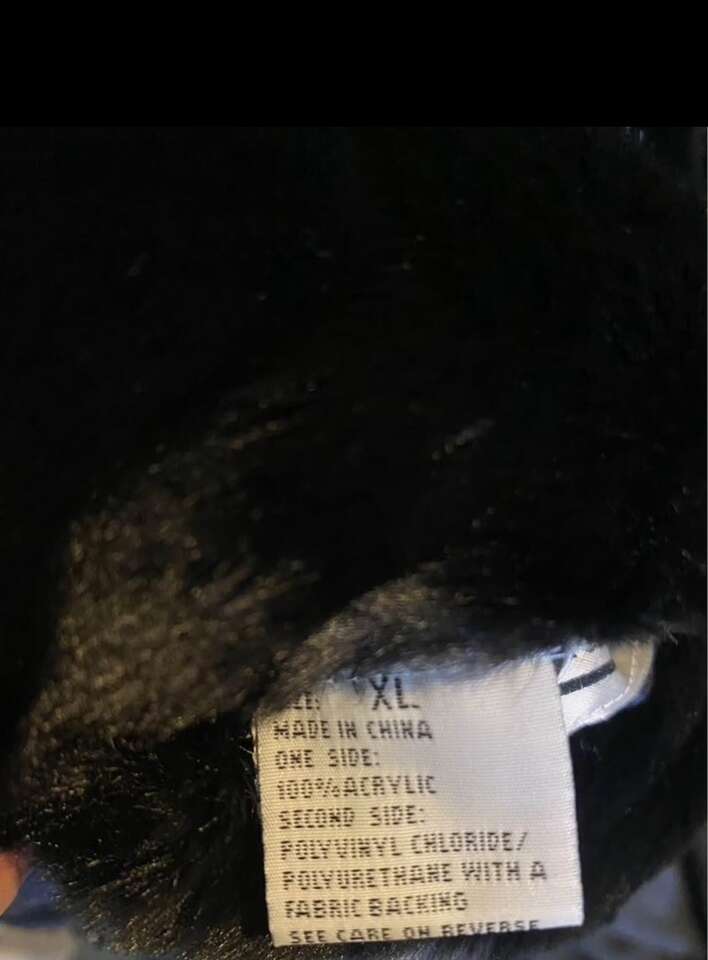 XL
MADE IN CHINA
ONE SIDE:
100% ACRYLIC
SECOND SIDE:
POLYVINYL CHLORIDE/
POLYURETHANE WITH A
FABRIC BACKING
SEE CARE ON REVERSE